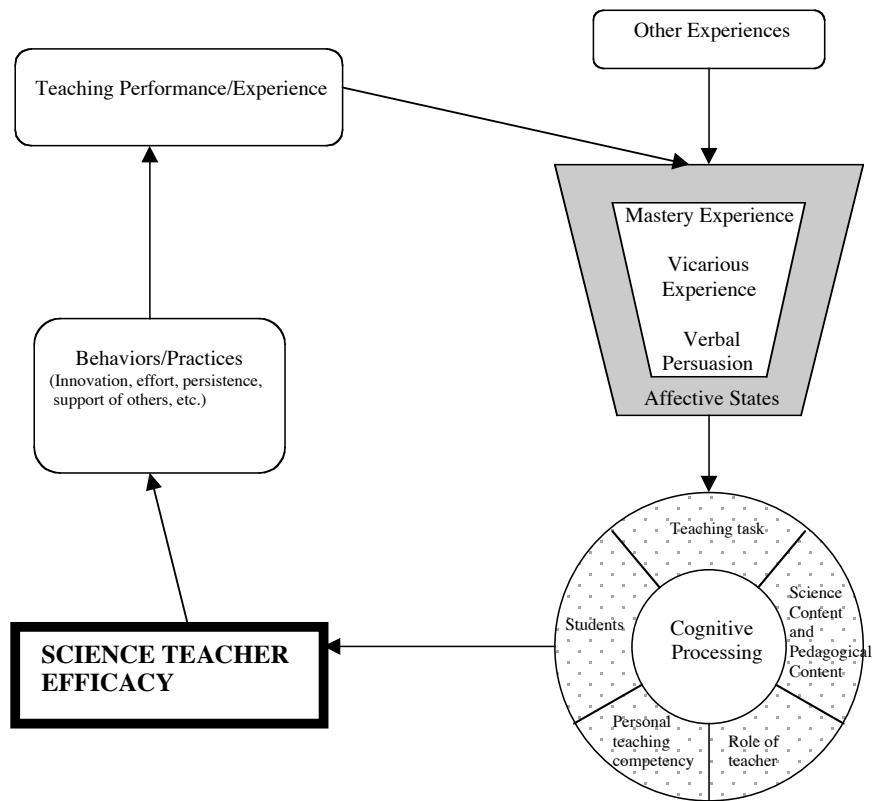 Other Experiences
Teaching Performance/Experience
Mastery Experience
Vicarious
Experience
Verbal
Persuasion
Affective States
Behaviors/Practices
(Innovation, effort, persistence,
support of others, etc.)
Teaching task
Science
Content
and
Pedagogical
Content
Students
Cognitive
Processing
Personal
teaching
competency
Role of
teacher
SCIENCE TEACHER
EFFICACY